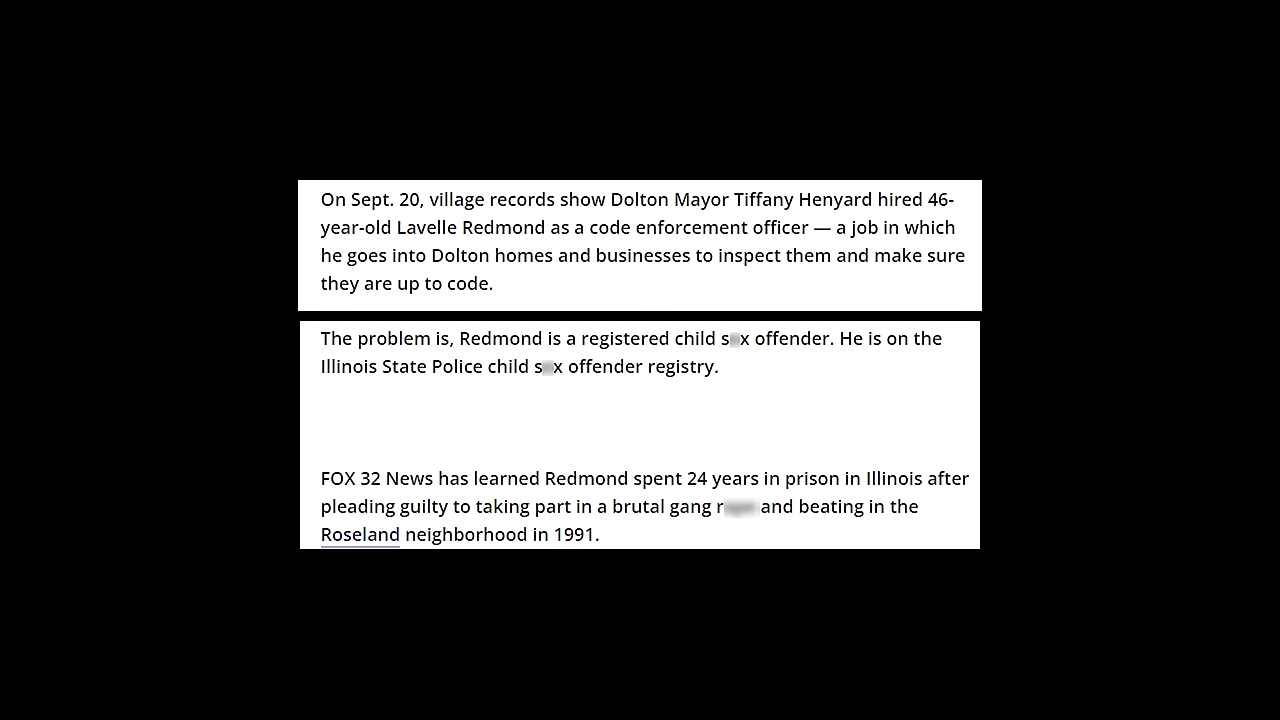 On Sept. 20, village records show Dolton Mayor Tiffany Henyard hired 46-
year-old Lavelle Redmond as a code enforcement officer — a job in which
he goes into Dolton homes and businesses to inspect them and make sure
they are up to code.
The problem is, Redmond is a registered child s x offender. He is on the
Illinois State Police child s x offender registry.
FOX 32 News has learned Redmond spent 24 years in prison in Illinois after
pleading guilty to taking part in a brutal gang r and beating in the
Roseland neighborhood in 1991.